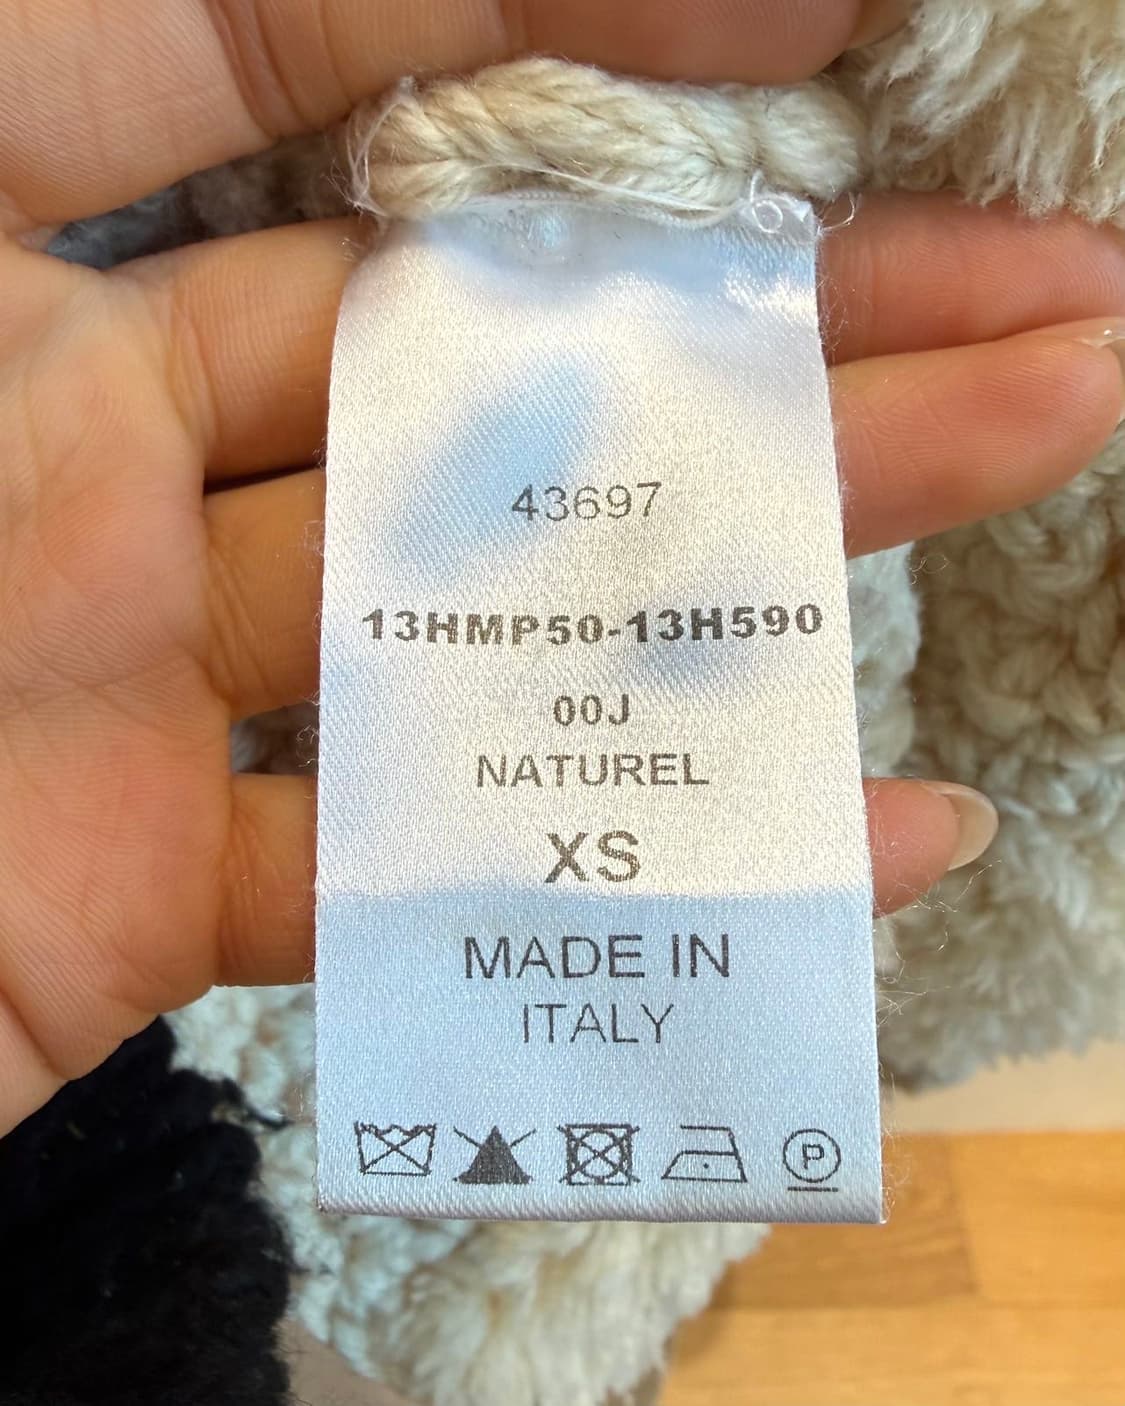 43697
13HMP50-13H590
00J
NATUREL
XS
MADE IN
ITALY
P